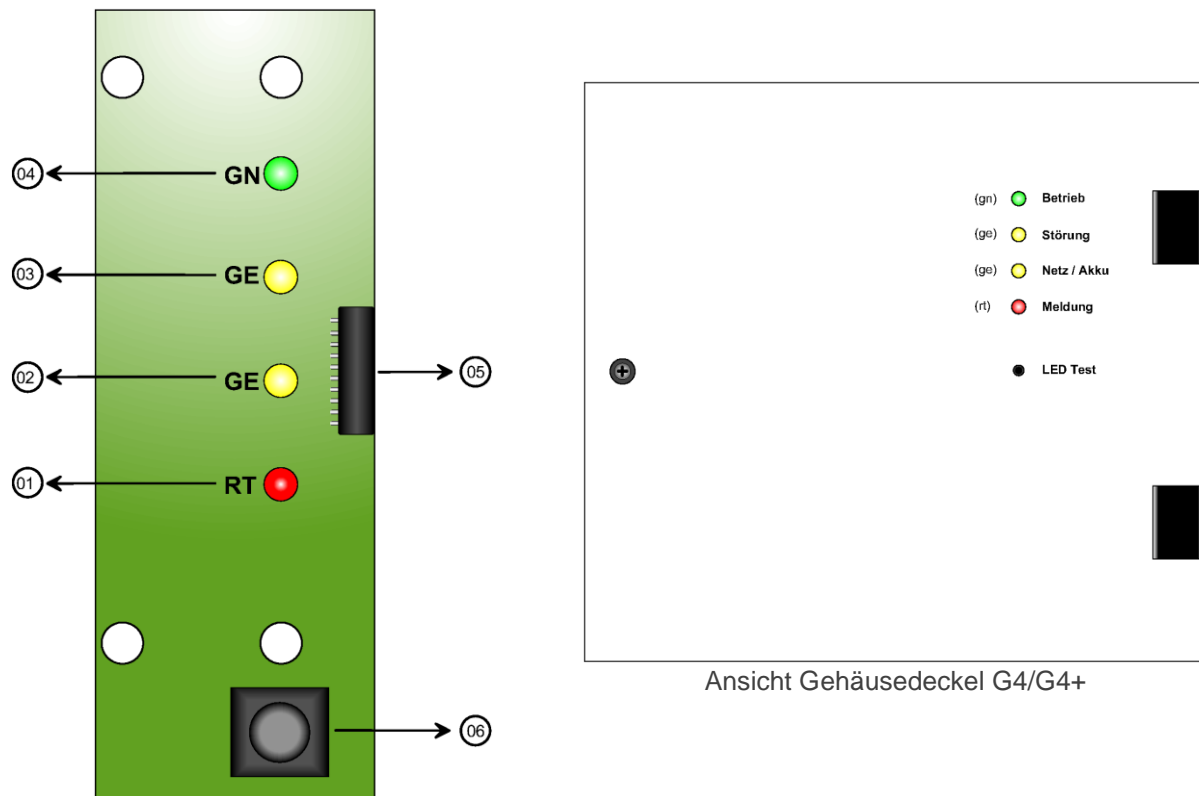 04
GN
03
GE
02
GE
05
01
RT
06
(gn) Betrieb
(ge) Störung
(ge) Netz / Akku
(rt) Meldung
LED Test
Ansicht Gehäusedeckel G4/G4+